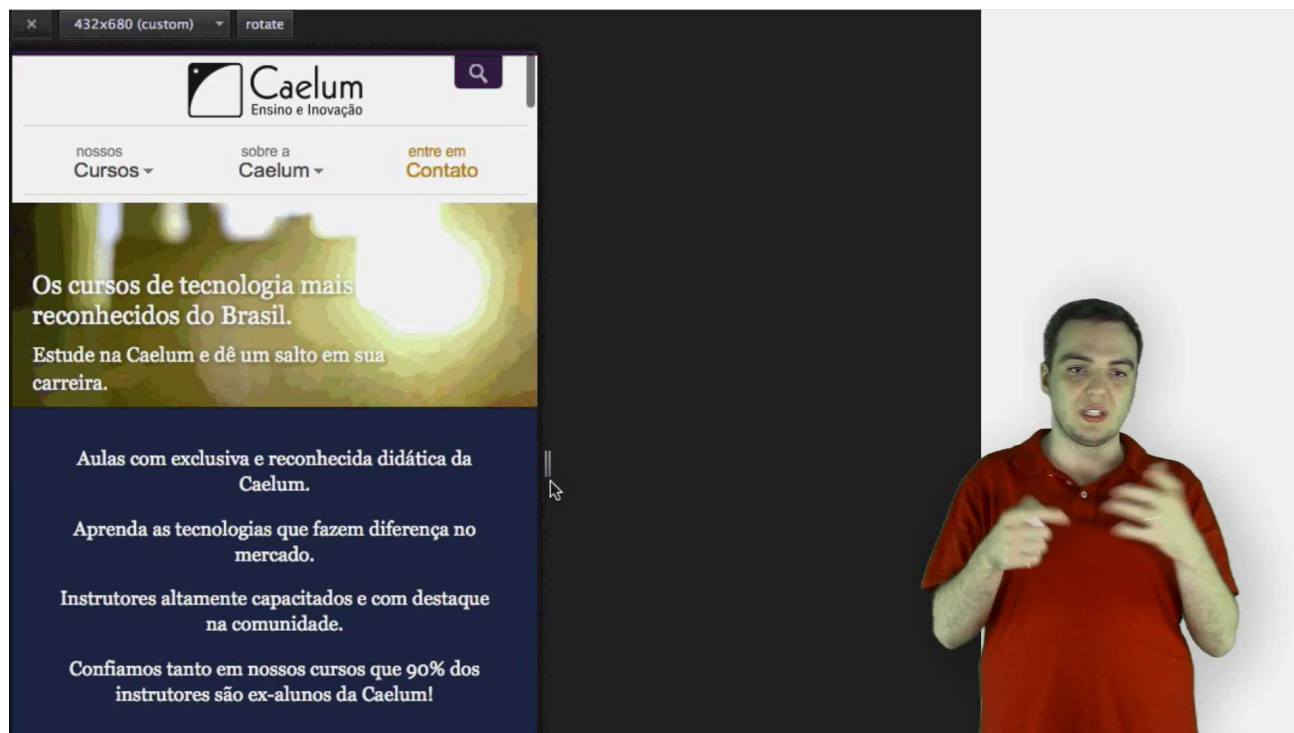 × 432x680 (custom) rotate
Caelum
Ensino e Inovação
nossos sobre a entre em
Cursos Caelum Contato
Os cursos de tecnologia mais
reconhecidos do Brasil.
Estude na Caelum e dê um salto em sua
carreira.
Aulas com exclusiva e reconhecida didática da
Caelum.
Aprenda as tecnologias que fazem diferença no
mercado.
Instrutores altamente capacitados e com destaque
na comunidade.
Confiamos tanto em nossos cursos que 90% dos
instrutores são ex-alunos da Caelum!